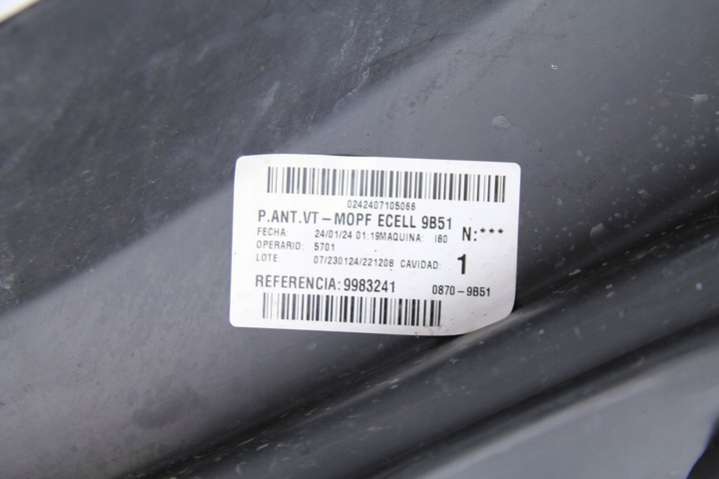 0242407105066
P.ANT.VT-MOPF ECELL 9B51
FECHA: 24/01/24 01:19MAQUINA: I80 N:***
OPERARIO: 5701
LOTE: 07/230124/221208 CAVIDAD: 1
REFERENCIA:9983241 0870-9B51